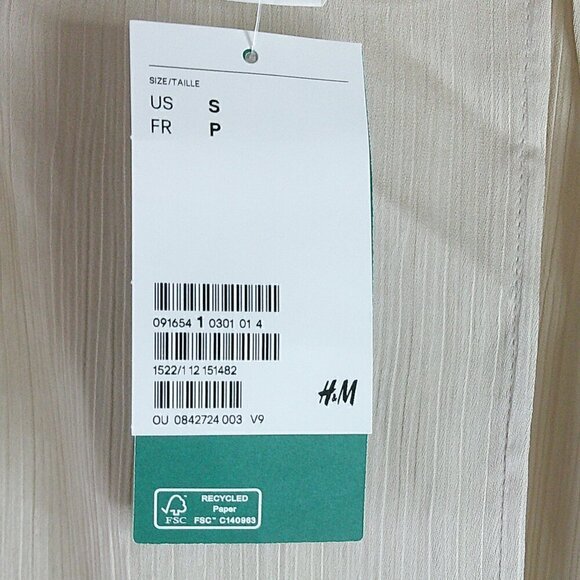 SIZE/TAILLE
US S
FR P
091654 1 0301 01 4
1522/1 12 151482
H&M
OU 0842724 003 V9
RECYCLED
Paper
FSC™ C140963
FSC